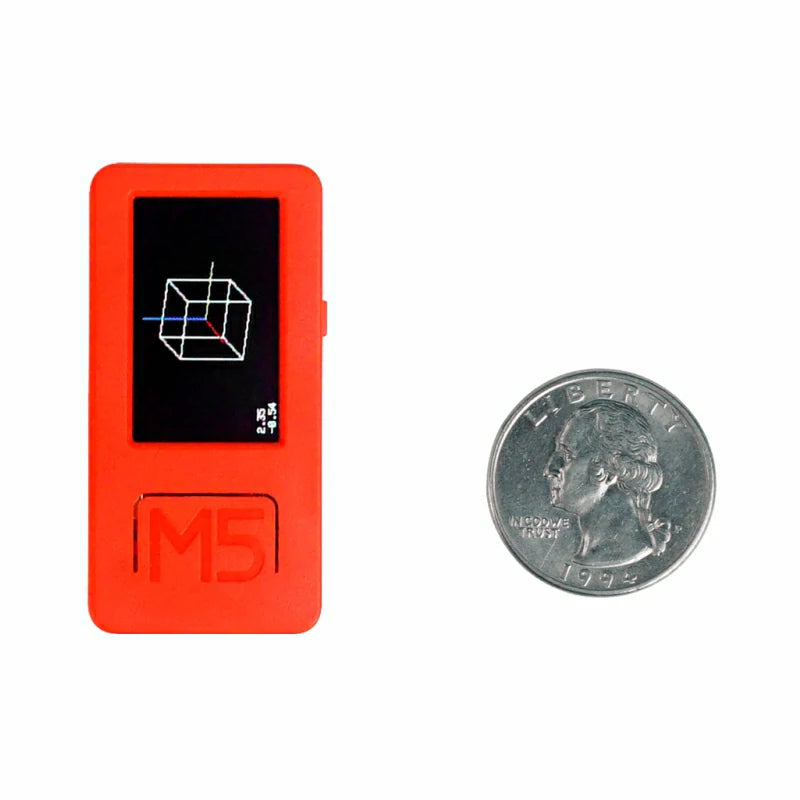 2.35
-0.54
M5
LIBERTY
IN GOD WE
TRUST
P
1994